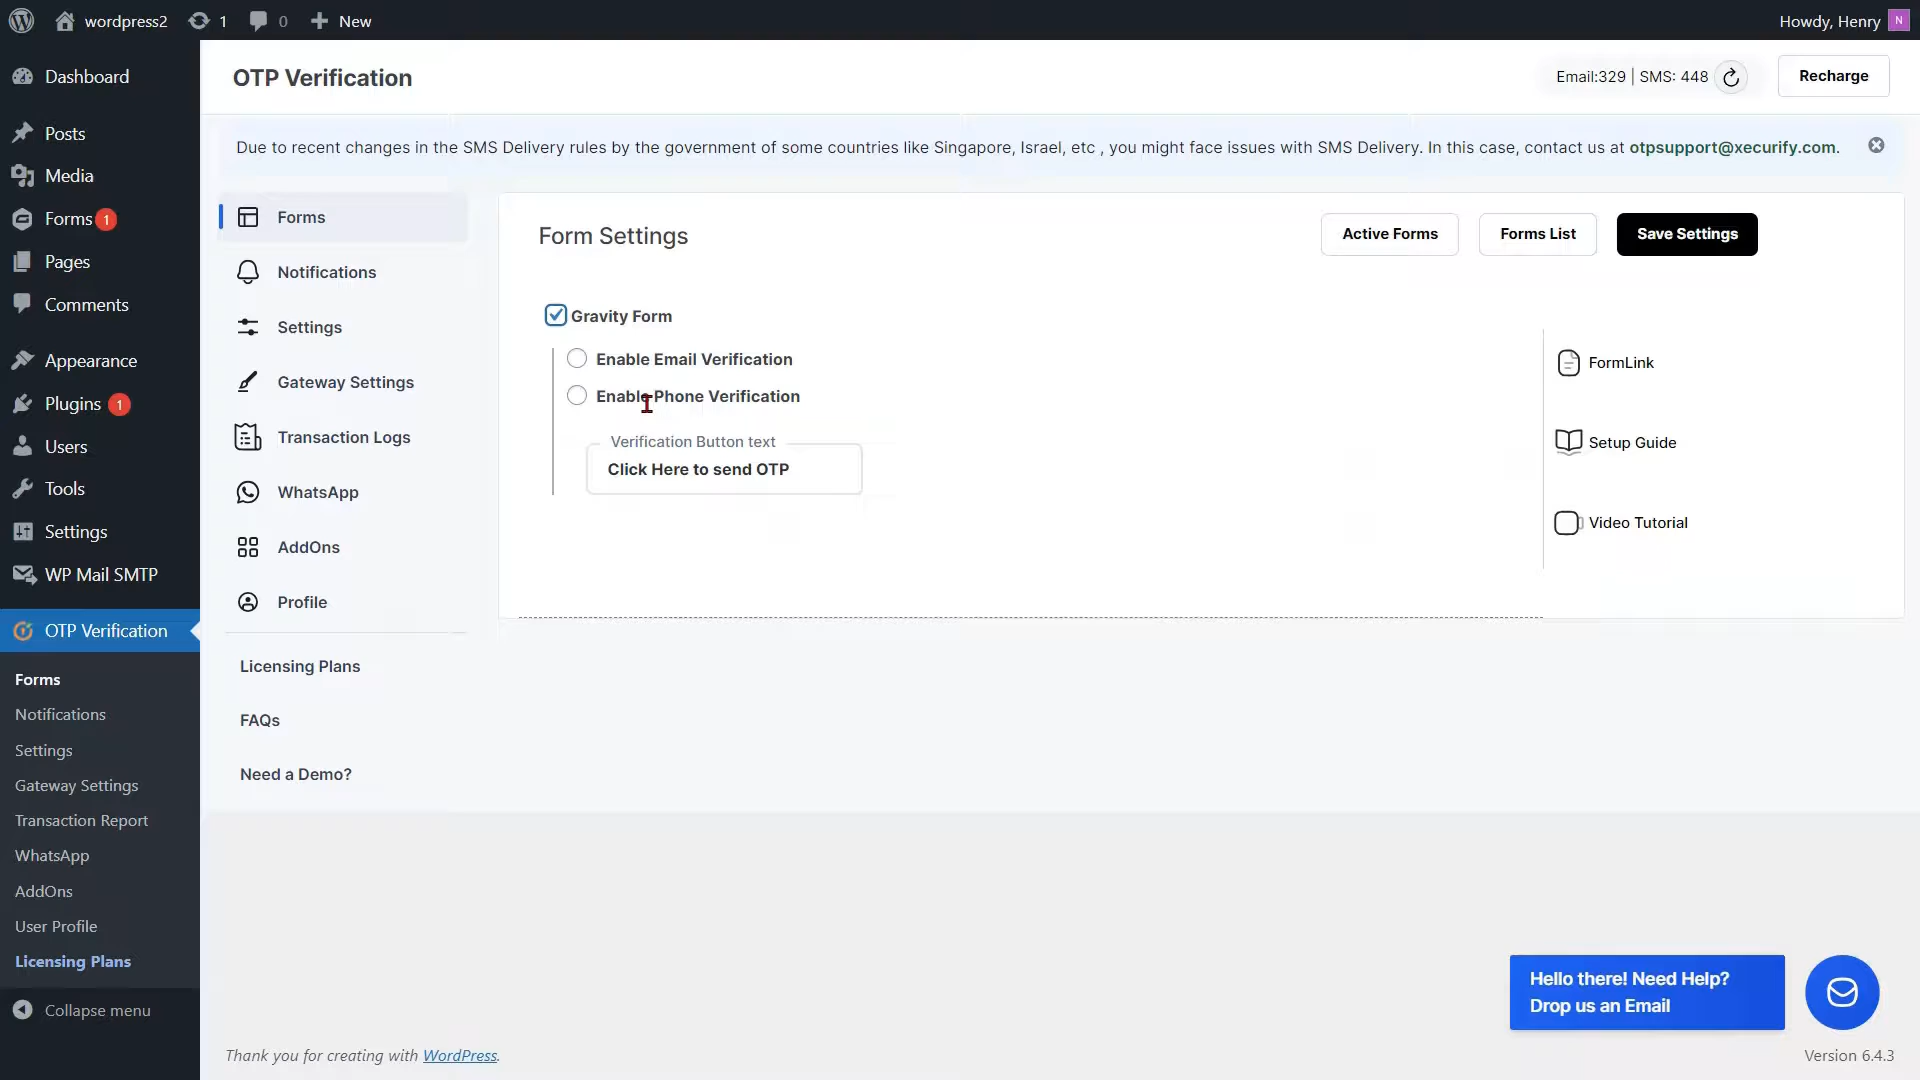 wordpress2 1 0 New
Howdy, Henry N
Dashboard
Posts
Media
Forms 1
Pages
Comments
Appearance
Plugins 1
Users
Tools
Settings
WP Mail SMTP
OTP Verification
Forms
Notifications
Settings
Gateway Settings
Transaction Report
WhatsApp
AddOns
User Profile
Licensing Plans
Collapse menu
OTP Verification
Email:329 | SMS: 448
Recharge
Due to recent changes in the SMS Delivery rules by the government of some countries like Singapore, Israel, etc , you might face issues with SMS Delivery. In this case, contact us at otpsupport@xecurify.com.
Forms
Notifications
Settings
Gateway Settings
Transaction Logs
WhatsApp
AddOns
Profile
Licensing Plans
FAQs
Need a Demo?
Form Settings
Active Forms
Forms List
Save Settings
Gravity Form
Enable Email Verification
Enable Phone Verification
Verification Button text
Click Here to send OTP
FormLink
Setup Guide
Video Tutorial
Hello there! Need Help?
Drop us an Email
Thank you for creating with WordPress.
Version 6.4.3